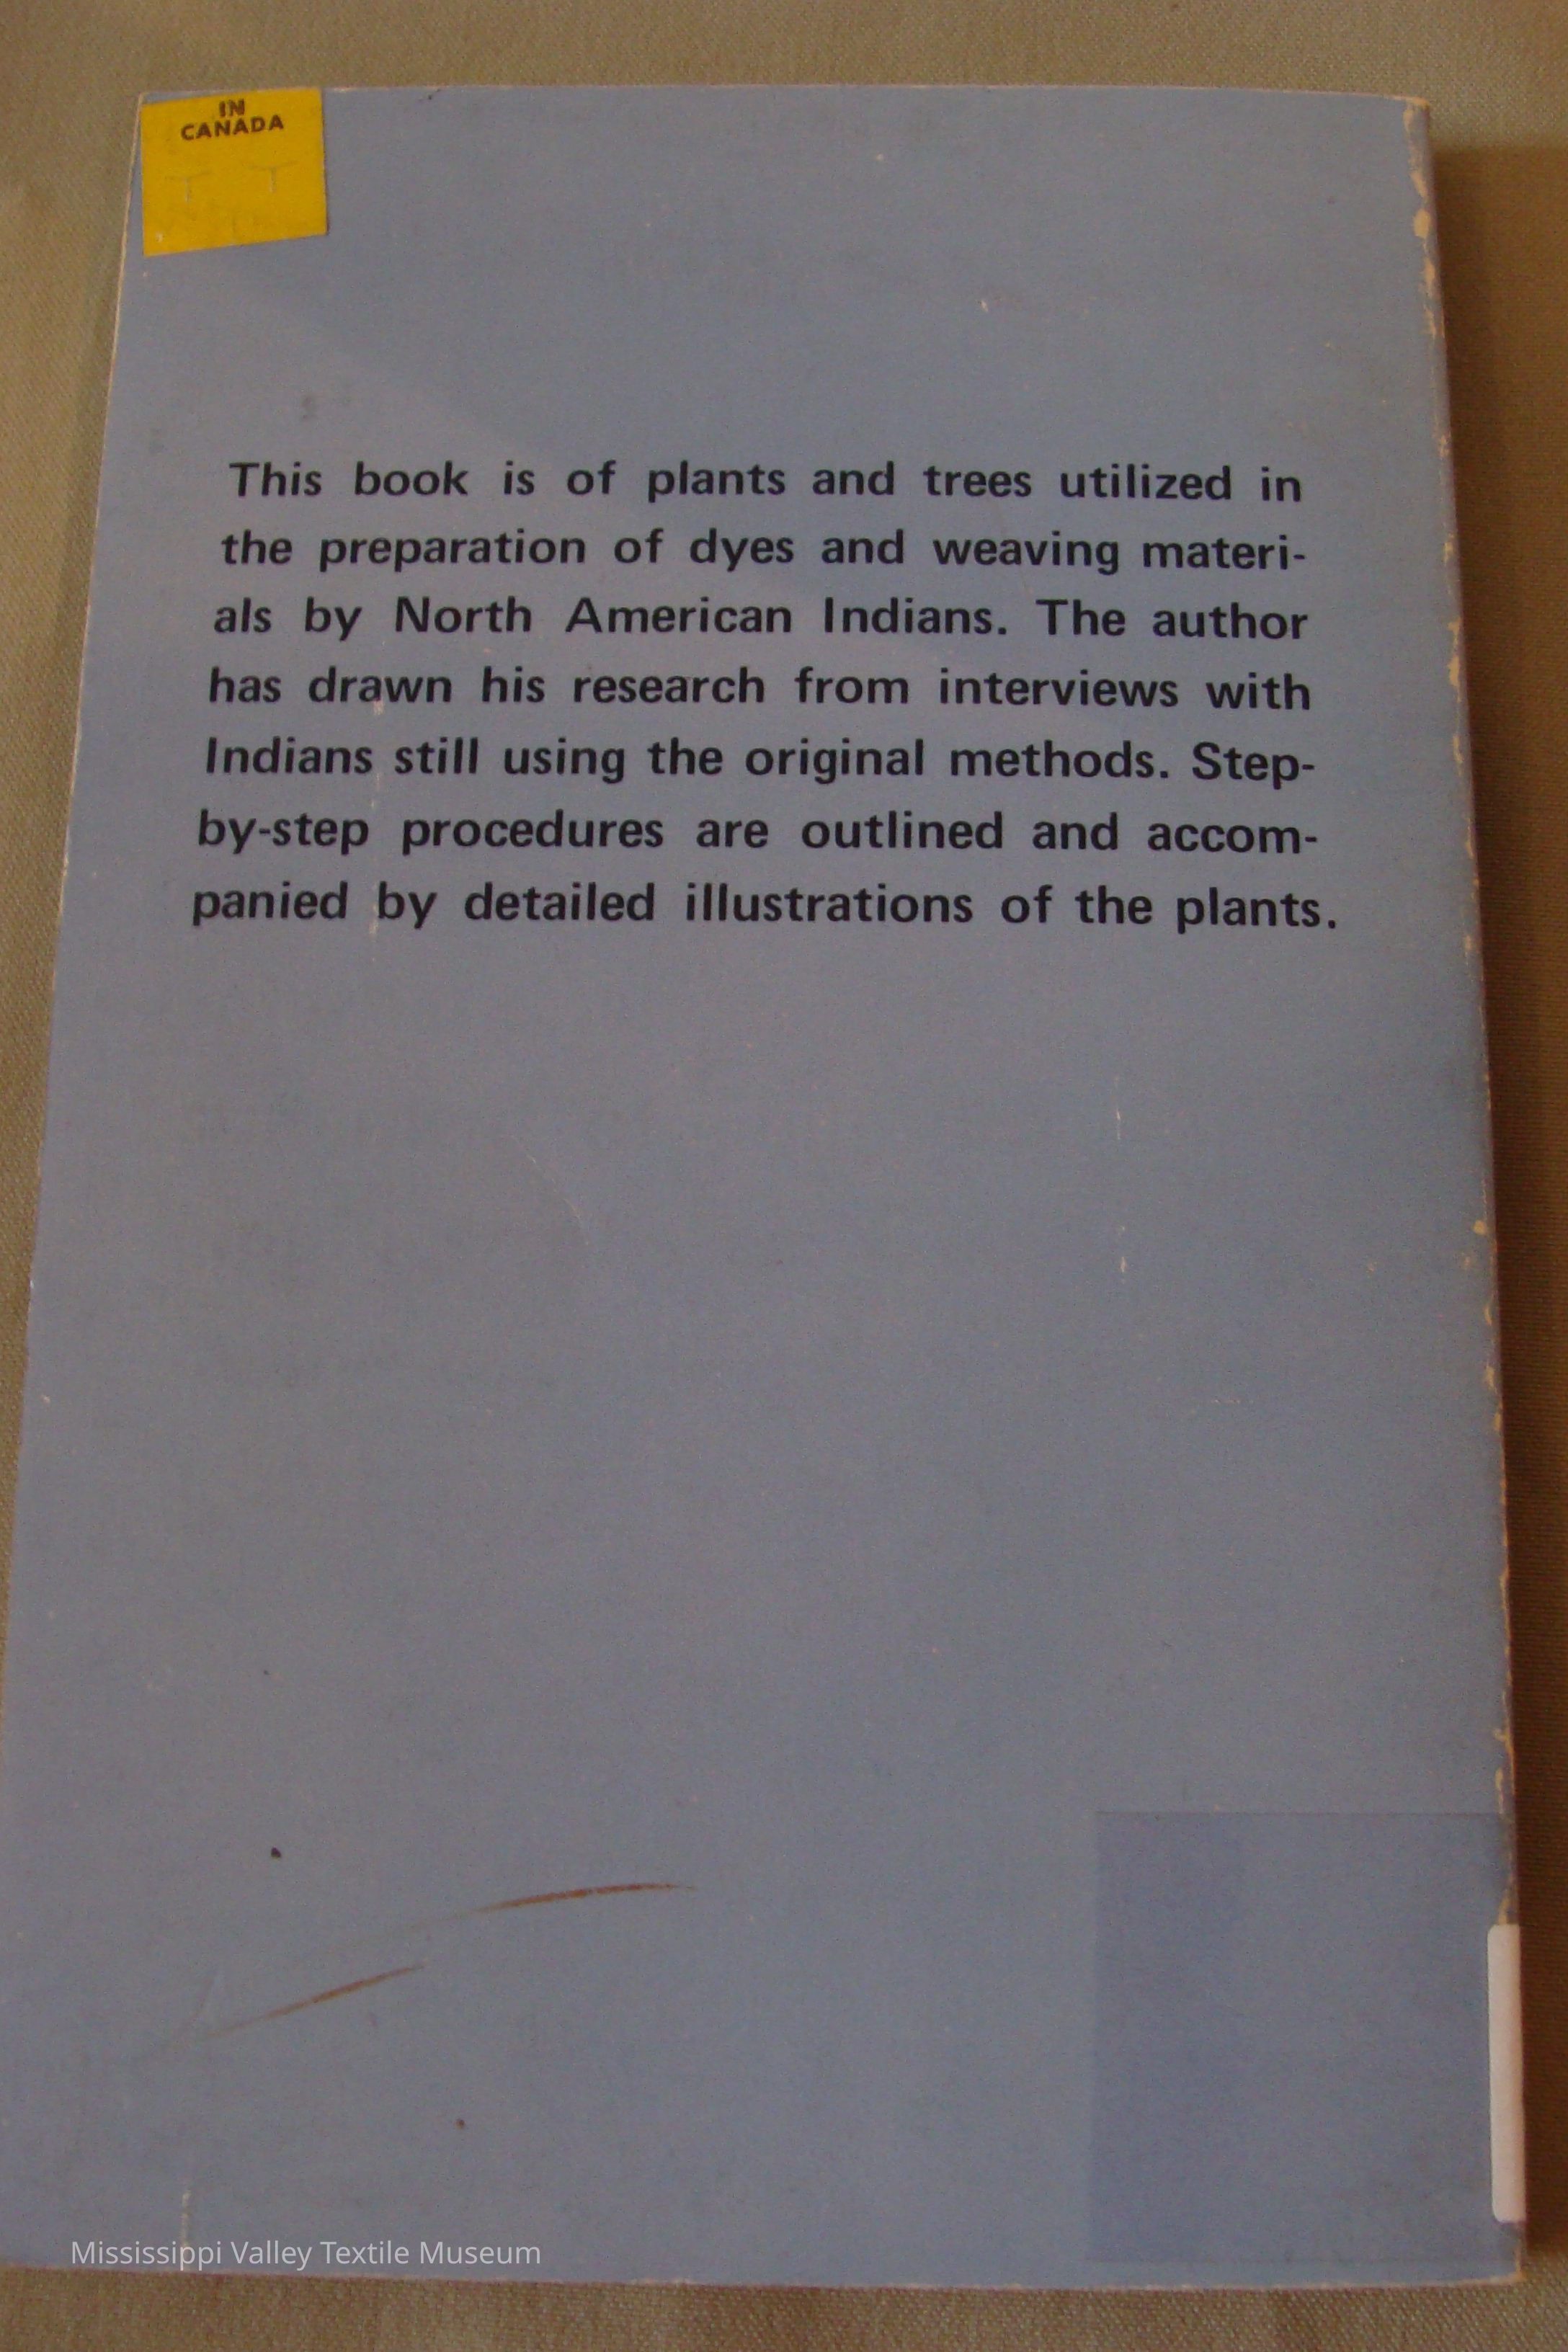 IN
CANADA
This book is of plants and trees utilized in
the preparation of dyes and weaving materi-
als by North American Indians. The author
has drawn his research from interviews with
Indians still using the original methods. Step-
by-step procedures are outlined and accom-
panied by detailed illustrations of the plants.
Mississippi Valley Textile Museum